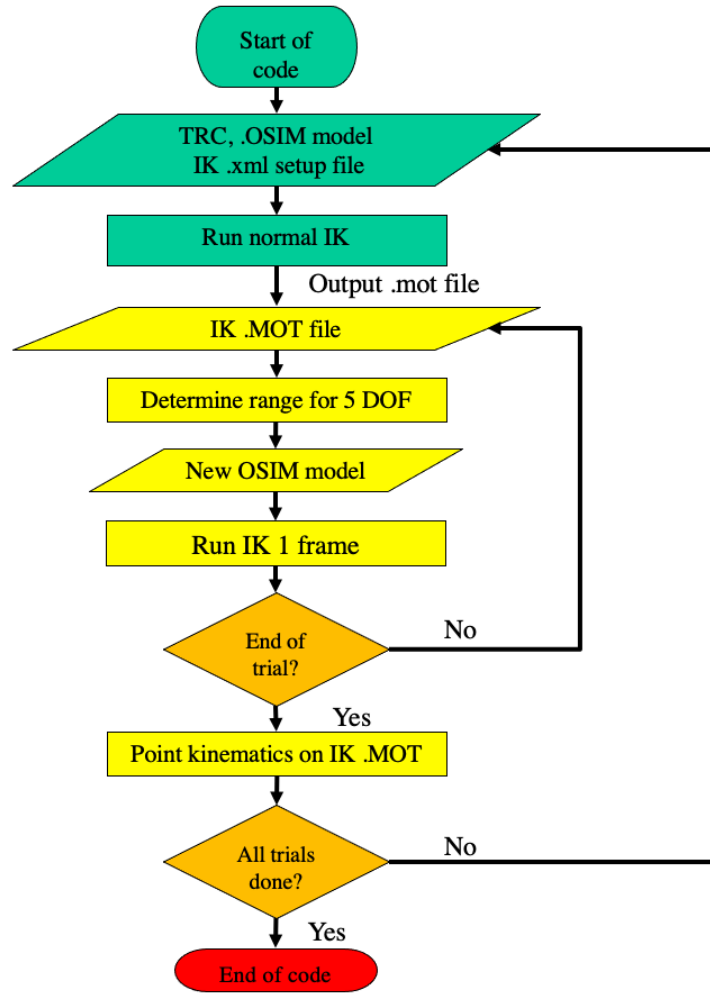 Start of
code
TRC, .OSIM model
IK .xml setup file
Run normal IK
Output .mot file
IK .MOT file
Determine range for 5 DOF
New OSIM model
Run IK 1 frame
End of
trial?
No
Yes
Point kinematics on IK .MOT
All trials
done?
No
Yes
End of code